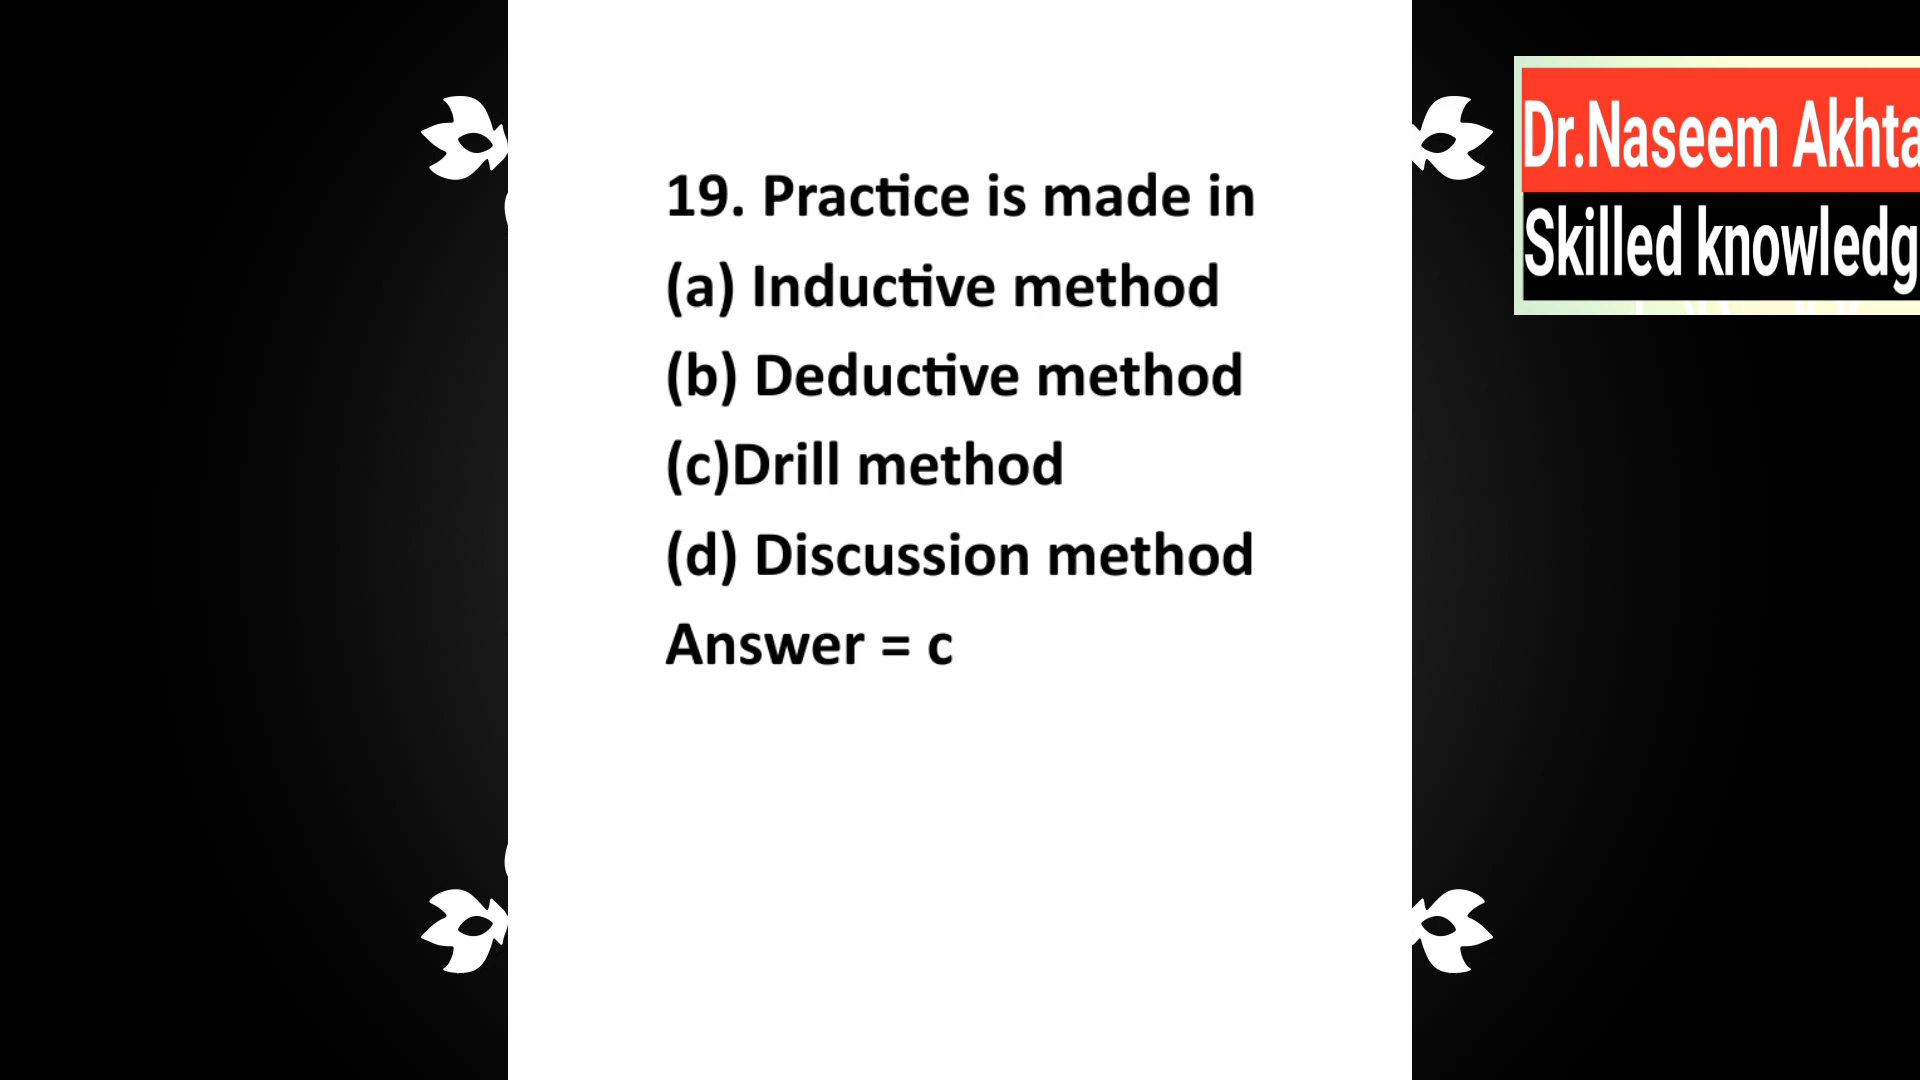 19. Practice is made in
(a) Inductive method
(b) Deductive method
(c)Drill method
(d) Discussion method
Answer = c
Dr.Naseem Akhta
Skilled knowledg